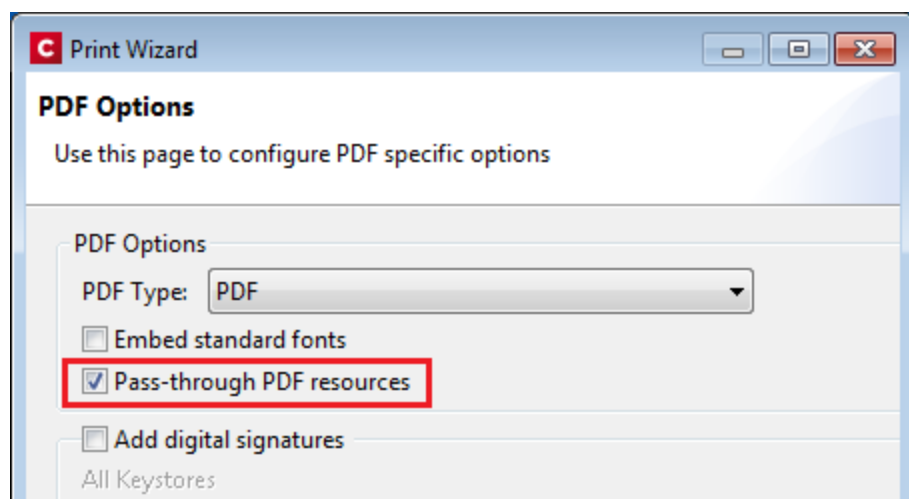 C Print Wizard
PDF Options
Use this page to configure PDF specific options
PDF Options
PDF Type: PDF
Embed standard fonts
Pass-through PDF resources
Add digital signatures
All Keystores